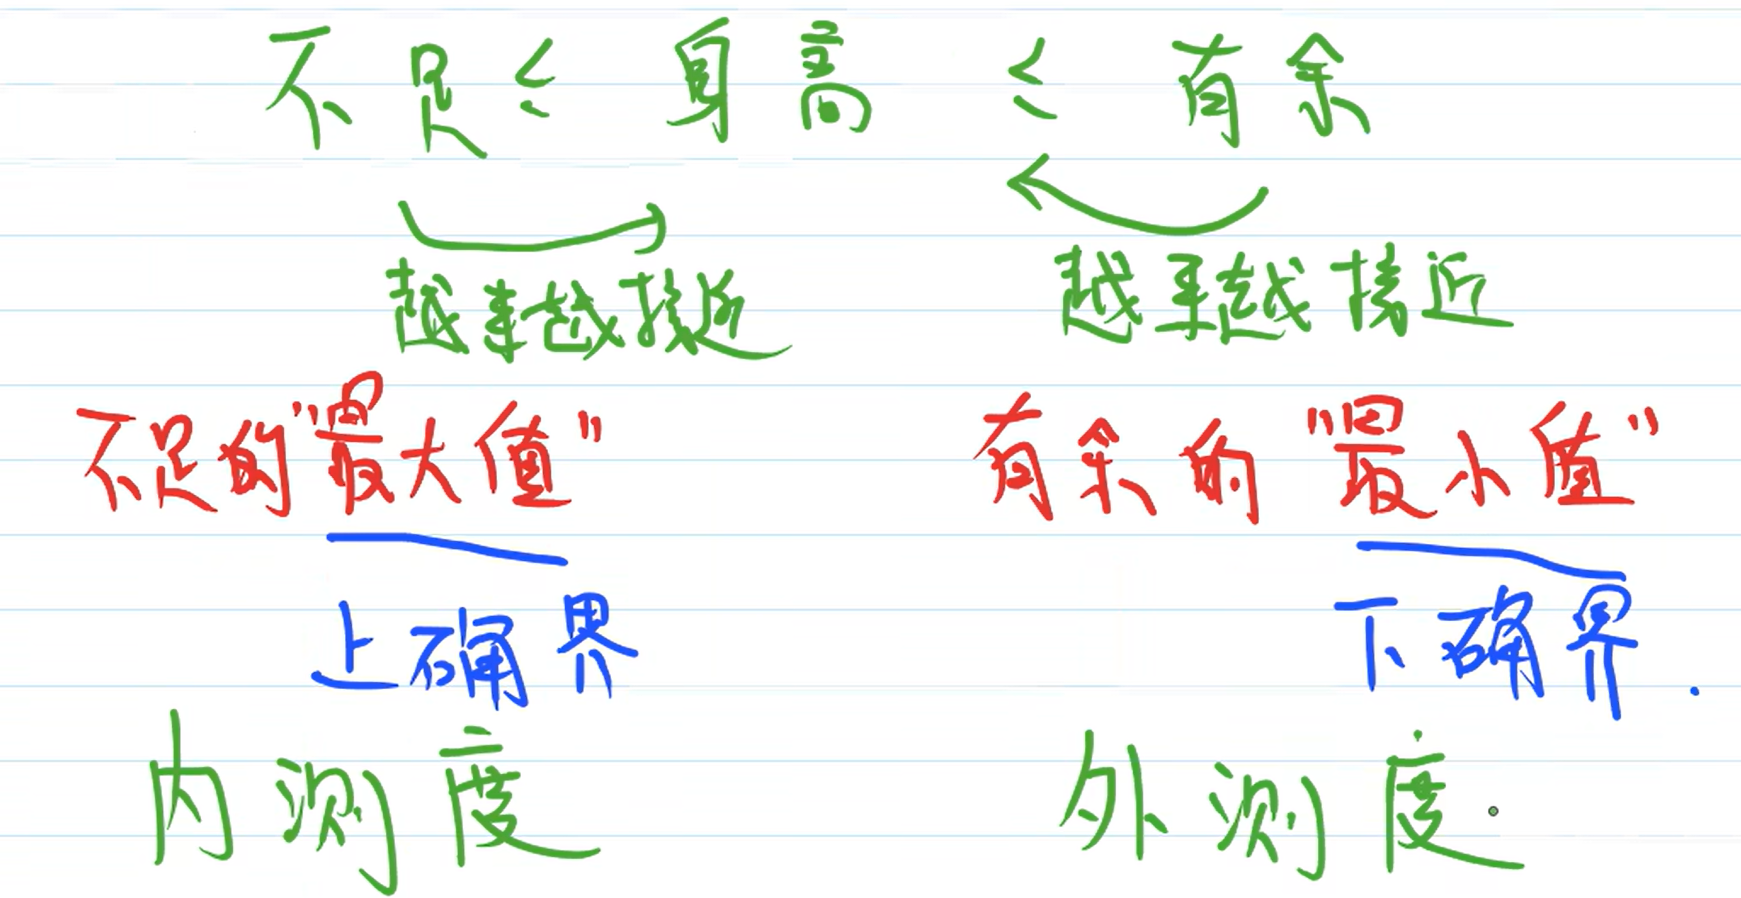 不足 ≤ 身高 ≤ 有余
越来越接近 越来越接近
不足的"最大值" 有余的"最小值"
上确界 下确界.
内测度 外测度